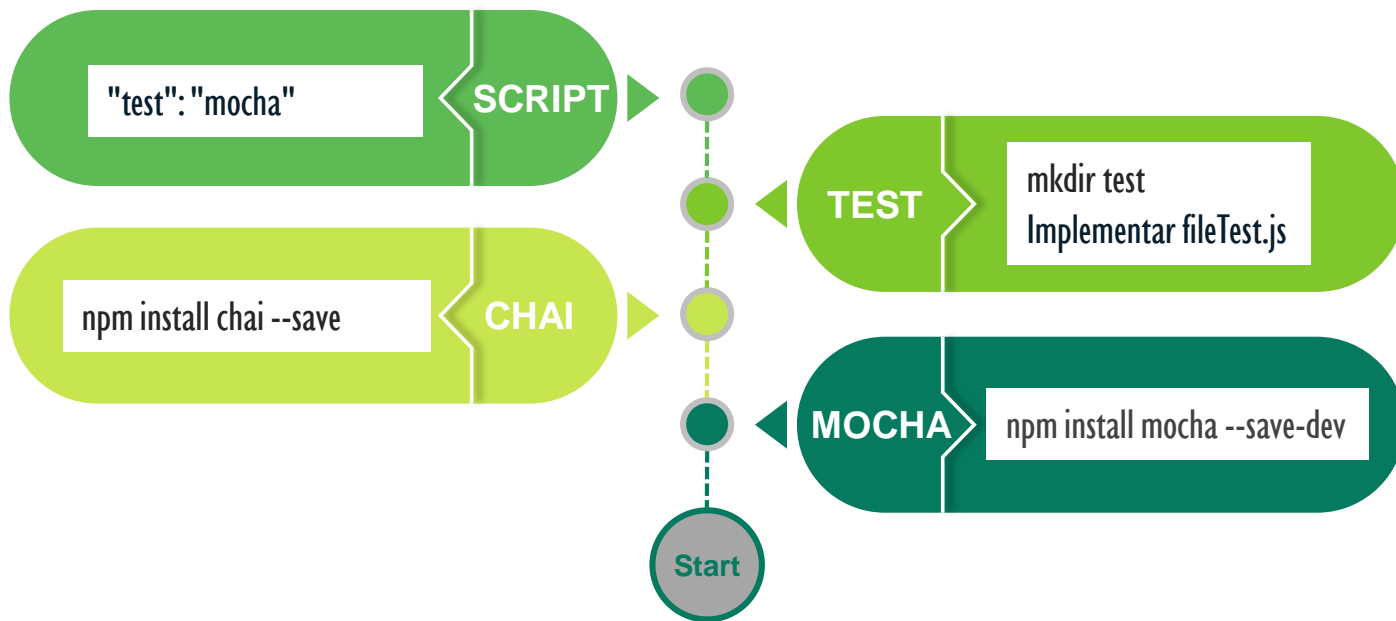 "test": "mocha"
SCRIPT
TEST
mkdir test
Implementar fileTest.js
npm install chai --save
CHAI
MOCHA
npm install mocha --save-dev
Start